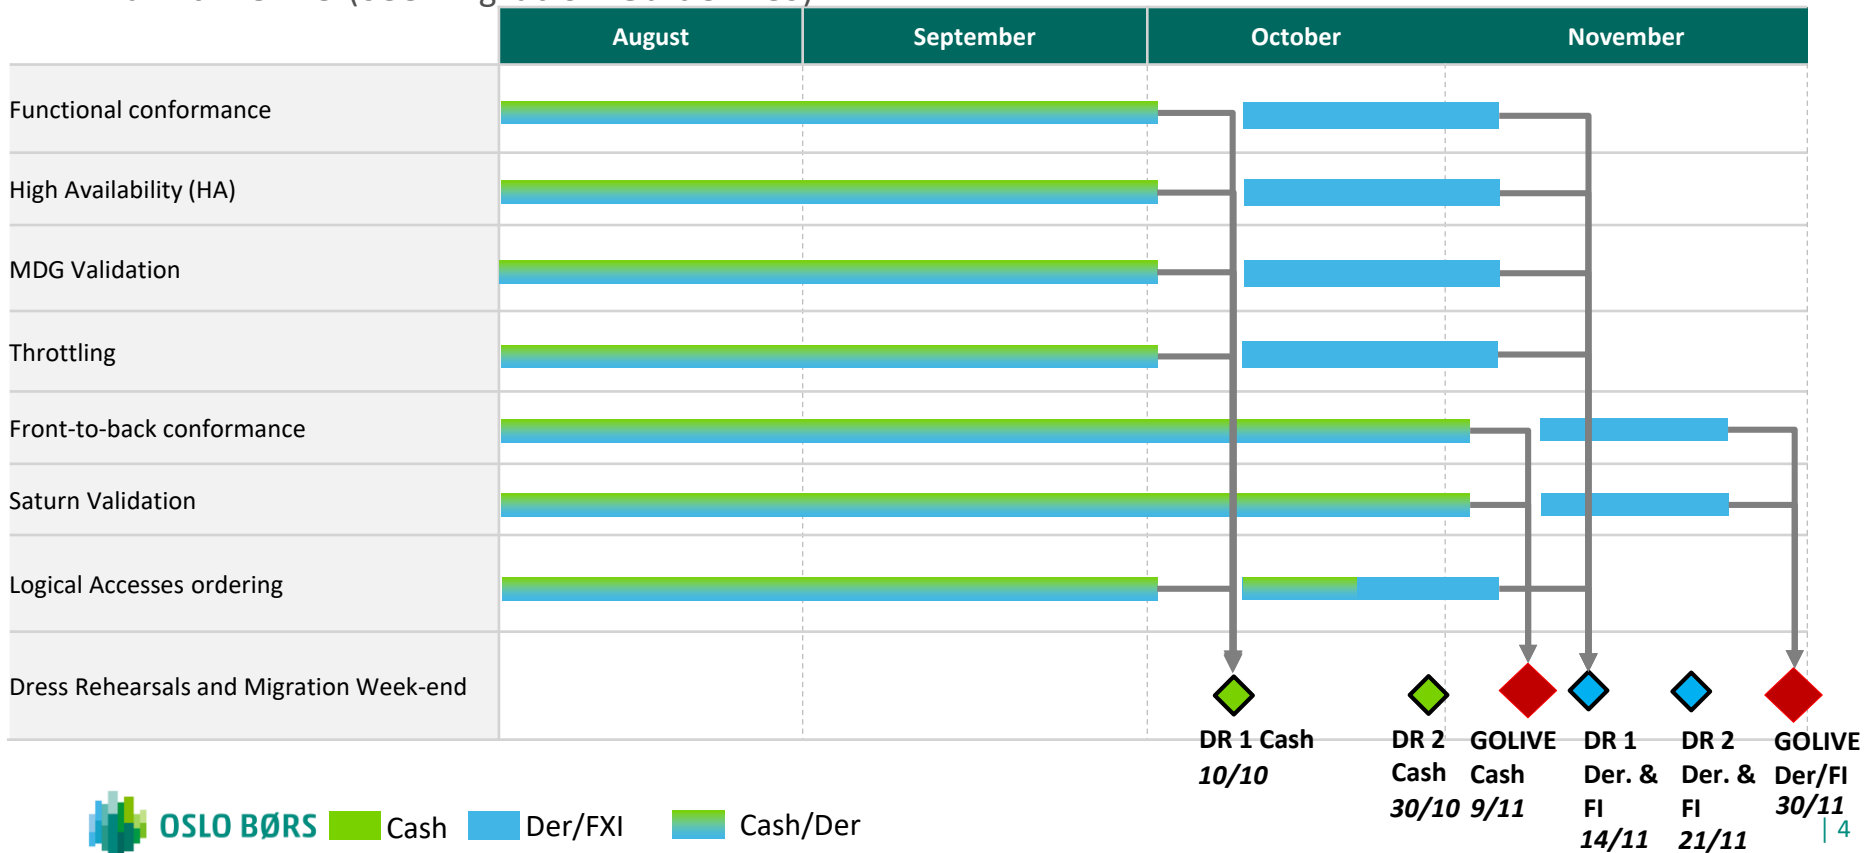 August September October November
Functional conformance
High Availability (HA)
MDG Validation
Throttling
Front-to-back conformance
Saturn Validation
Logical Accesses ordering
Dress Rehearsals and Migration Week-end
DR 1 Cash
10/10
DR 2
Cash
30/10
GOLIVE
Cash
9/11
DR 1
Der. &
FI
14/11
DR 2
Der. &
FI
21/11
GOLIVE
Der/FI
30/11
OSLO BØRS
Cash
Der/FXI
Cash/Der
| 4